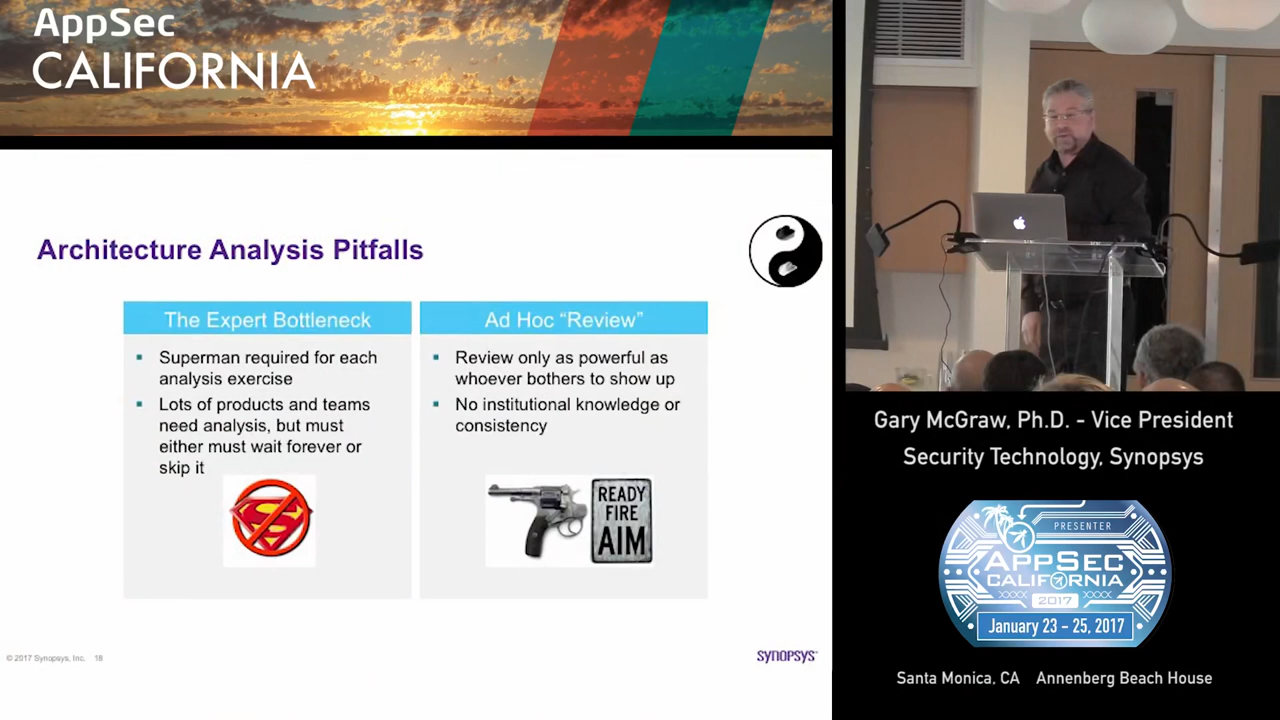 AppSec
CALIFORNIA
Architecture Analysis Pitfalls
The Expert Bottleneck
Superman required for each
analysis exercise
Lots of products and teams
need analysis, but must
either must wait forever or
skip it
Ad Hoc “Review”
Review only as powerful as
whoever bothers to show up
No institutional knowledge or
consistency
READY
FIRE
AIM
© 2017 Synopsys, Inc. 18
SYNOPSYS
Gary McGraw, Ph.D. - Vice President
Security Technology, Synopsys
PRESENTER
APPSEC
CALIFORNIA
2017
January 23 – 25, 2017
Santa Monica, CA Annenberg Beach House